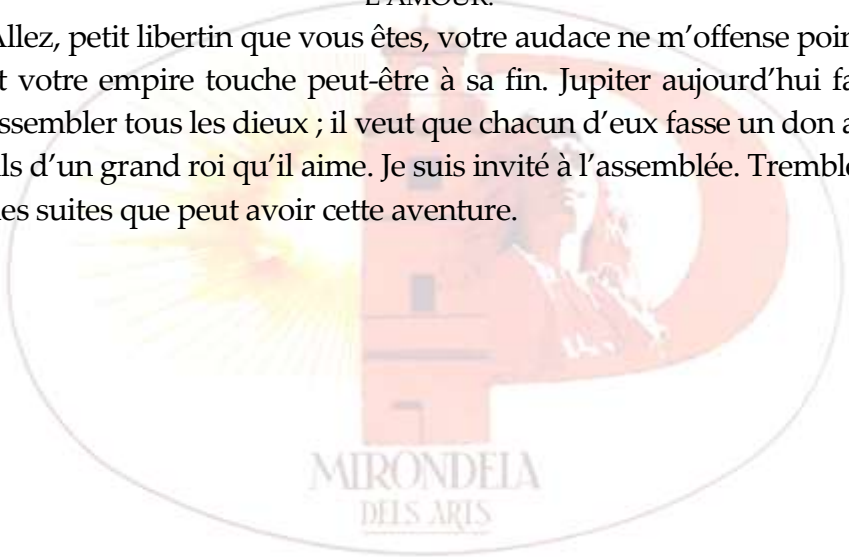 L'AMOUR.
Allez, petit libertin que vous êtes, votre audace ne m'offense poin
t votre empire touche peut-être à sa fin. Jupiter aujourd'hui fa
ssembler tous les dieux ; il veut que chacun d'eux fasse un don a
ls d'un grand roi qu'il aime. Je suis invité à l'assemblée. Tremble
es suites que peut avoir cette aventure.
MIRONDELA
DELS ARTS